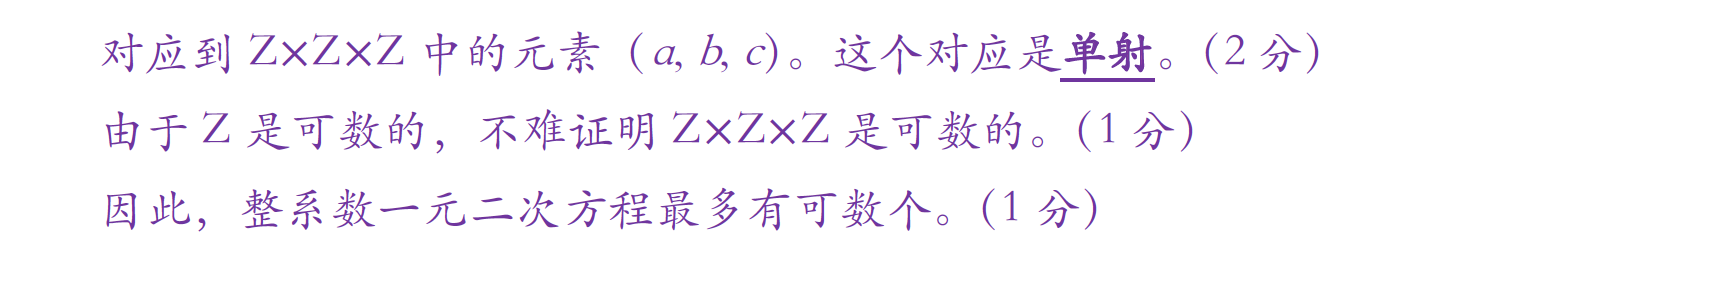 对应到 Z×Z×Z 中的元素（a, b, c)。这个对应是单射。(2 分)
由于 Z 是可数的，不难证明 Z×Z×Z 是可数的。(1 分)
因此，整系数一元二次方程最多有可数个。(1 分)